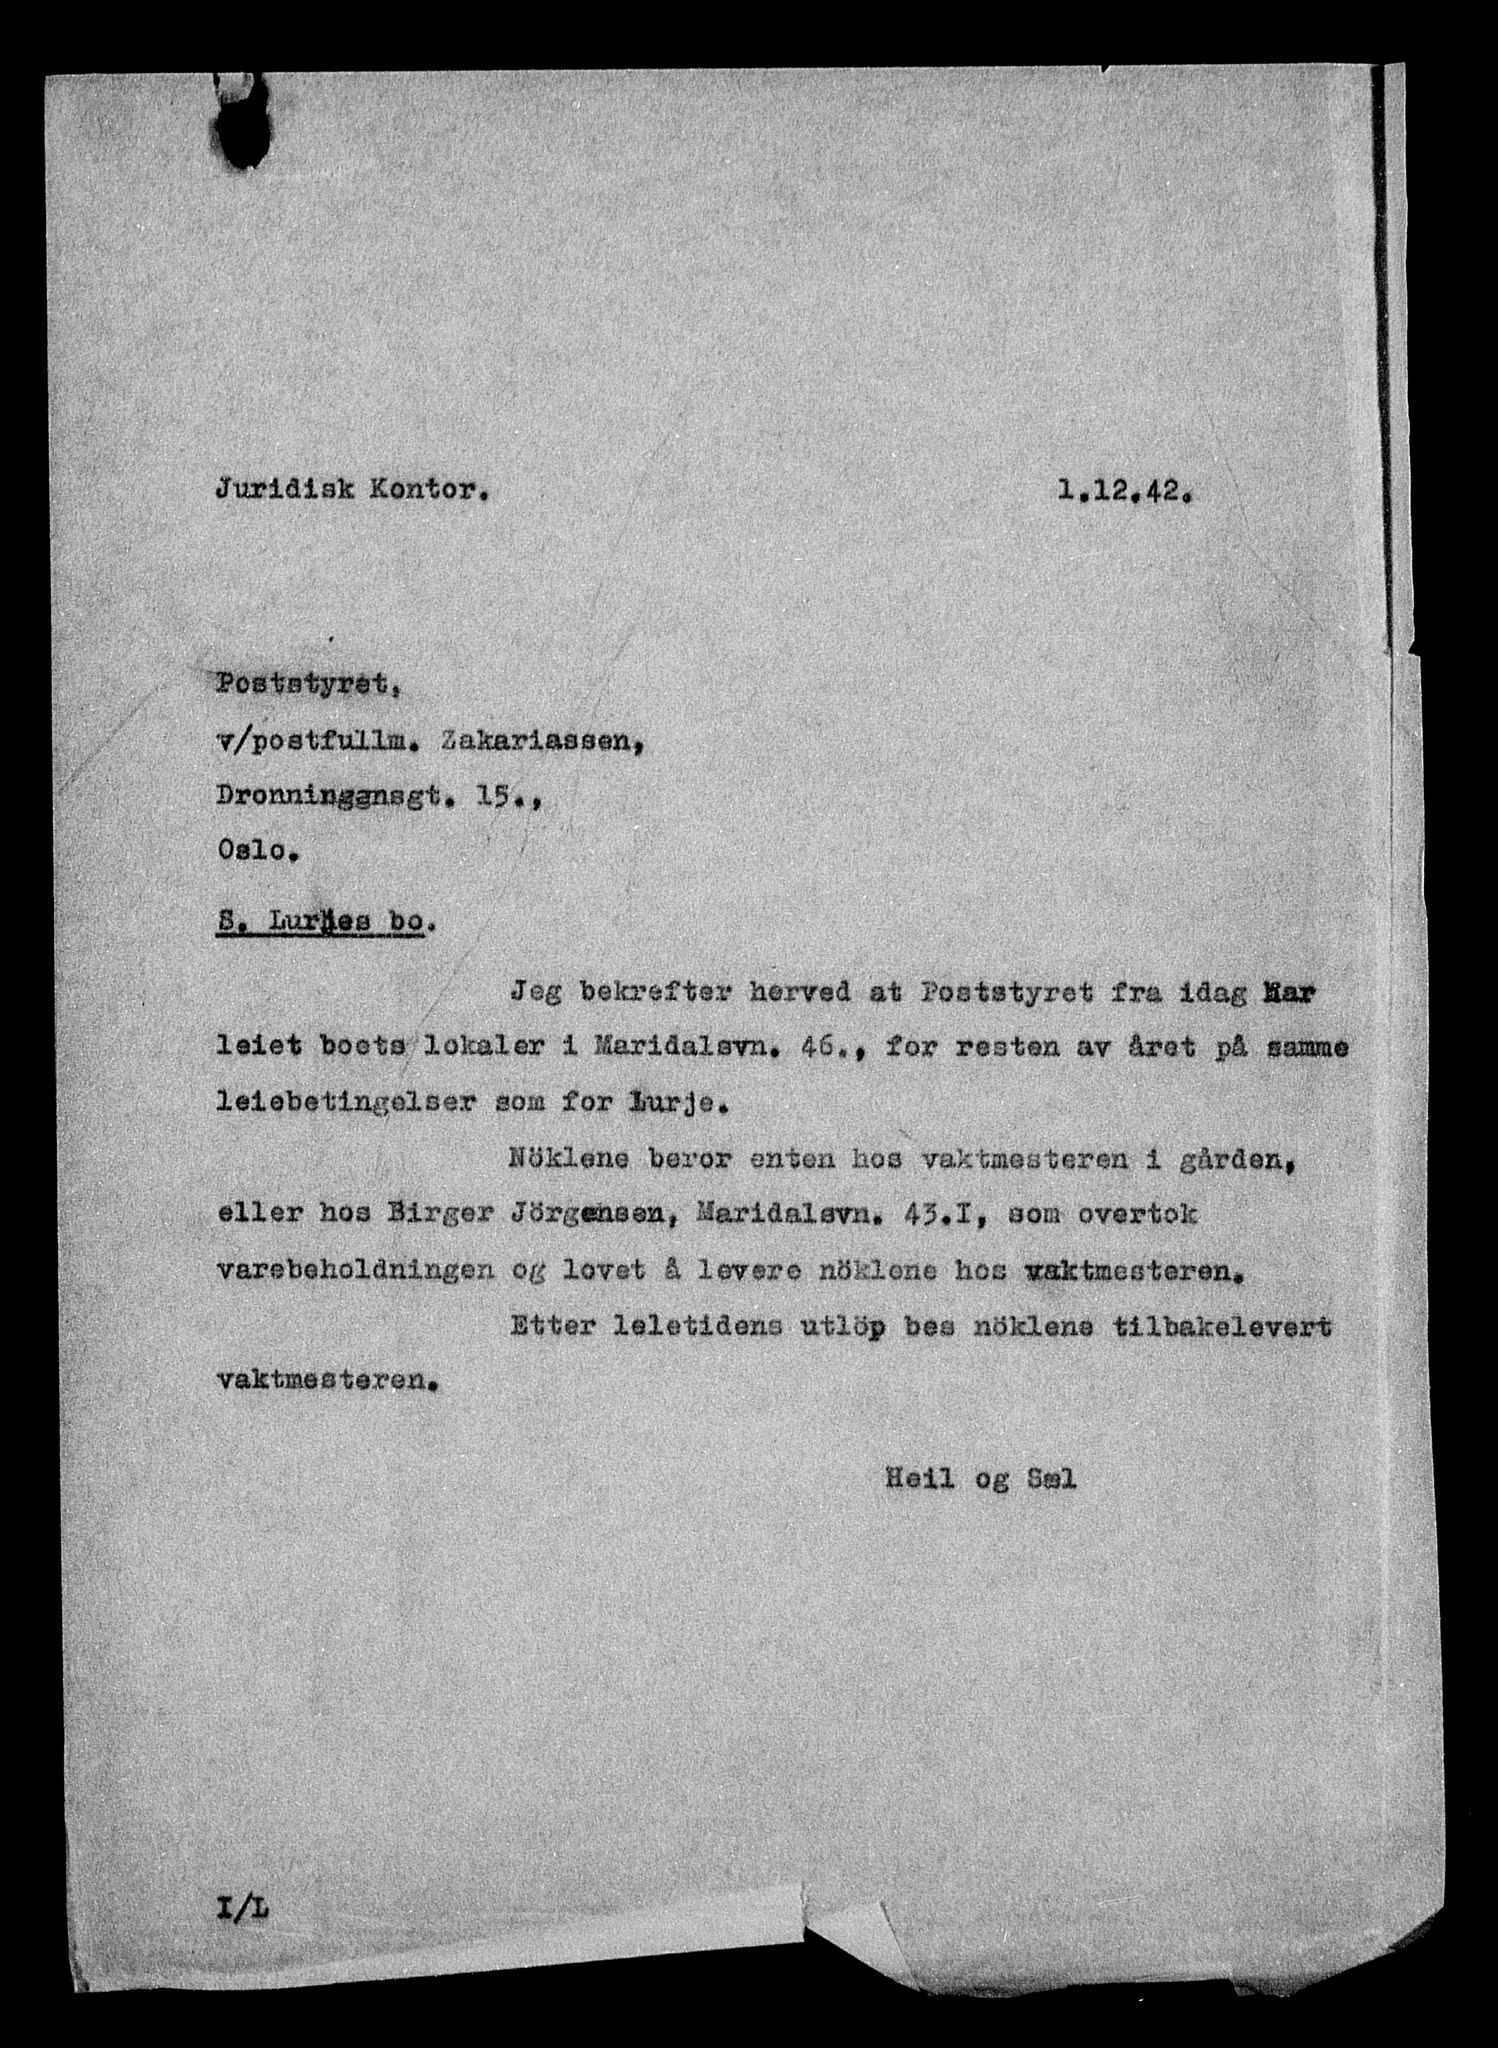 Juridisk Kontor. 1.12.42.
Poststyret,
v/postfullm. Zakariassen,
Dronningensgt. 15.,
Oslo.
S. Lurjes bo.
Jeg bekrefter herved at Poststyret fra idag har
leiet boets lokaler i Maridalsvn. 46., for resten av året på samme
leiebetingelser som for Lurje.
Nöklene beror enten hos vaktmesteren i gården,
eller hos Birger Jörgensen, Maridalsvn. 43.I, som overtok
varebeholdningen og lovet å levere nöklene hos vaktmesteren.
Etter leletidens utlöp bes nöklene tilbakelevert
vaktmesteren.
Heil og Sæl
I/L